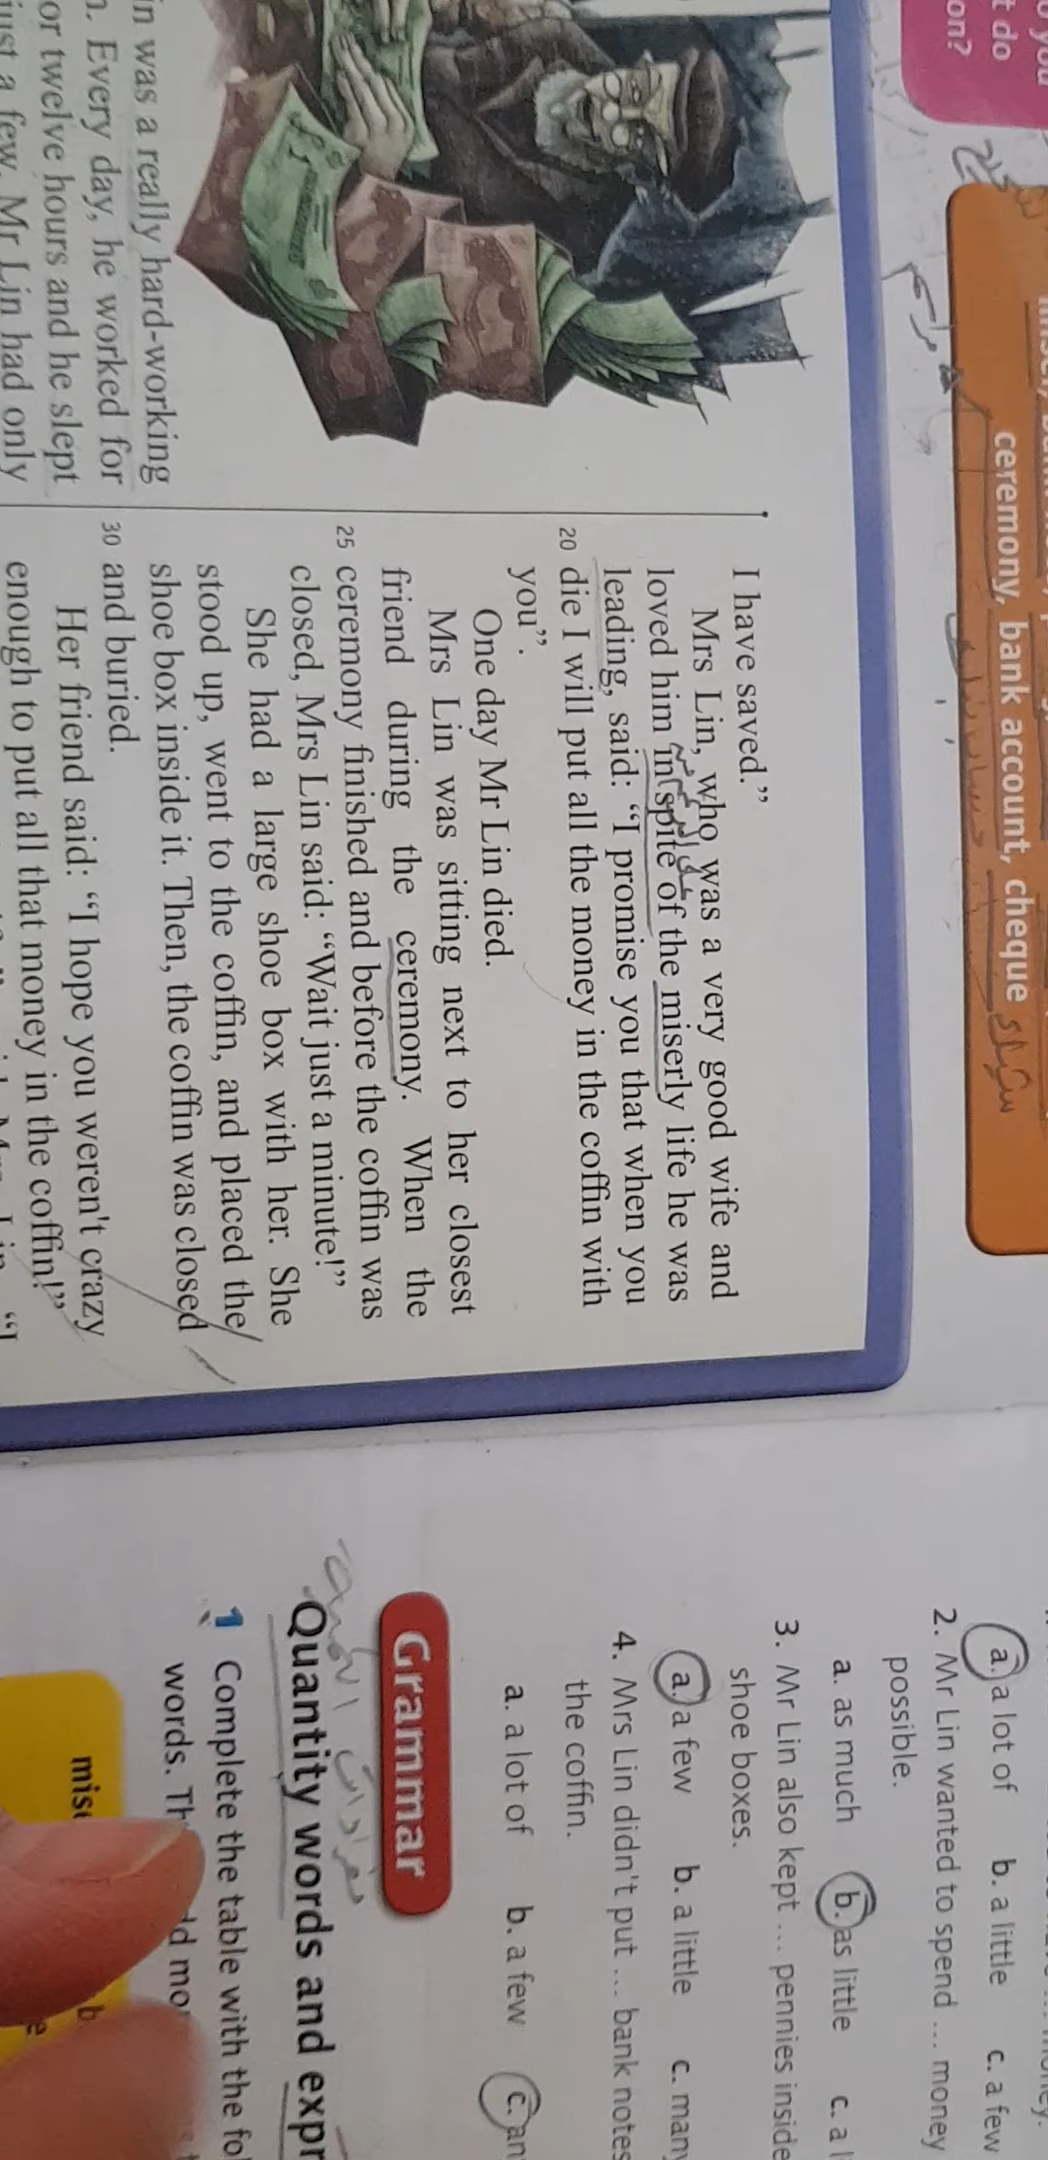 you
t do
on?
ceremony, bank account, cheque
in was a really hard-working
n. Every day, he worked for
or twelve hours and he slept
just a few. Mr Lin had only
I have saved.”
Mrs Lin, who was a very good wife and
loved him in spite of the miserly life he was
leading, said: “I promise you that when you
20 die I will put all the money in the coffin with
you”.
One day Mr Lin died.
Mrs Lin was sitting next to her closest
friend during the ceremony. When the
25 ceremony finished and before the coffin was
closed, Mrs Lin said: “Wait just a minute!”
She had a large shoe box with her. She
stood up, went to the coffin, and placed the
shoe box inside it. Then, the coffin was closed
30 and buried.
Her friend said: “I hope you weren't crazy
enough to put all that money in the coffin!”
a. a lot of b. a little c. a few
2. Mr Lin wanted to spend ... money
possible.
a. as much b. as little c. a l
3. Mr Lin also kept ... pennies inside
shoe boxes.
a. a few b. a little c. many
4. Mrs Lin didn't put ... bank notes
the coffin.
a. a lot of b. a few c. an
Grammar
Quantity words and expr
1 Complete the table with the fol
words. Th dd mo
mis
b